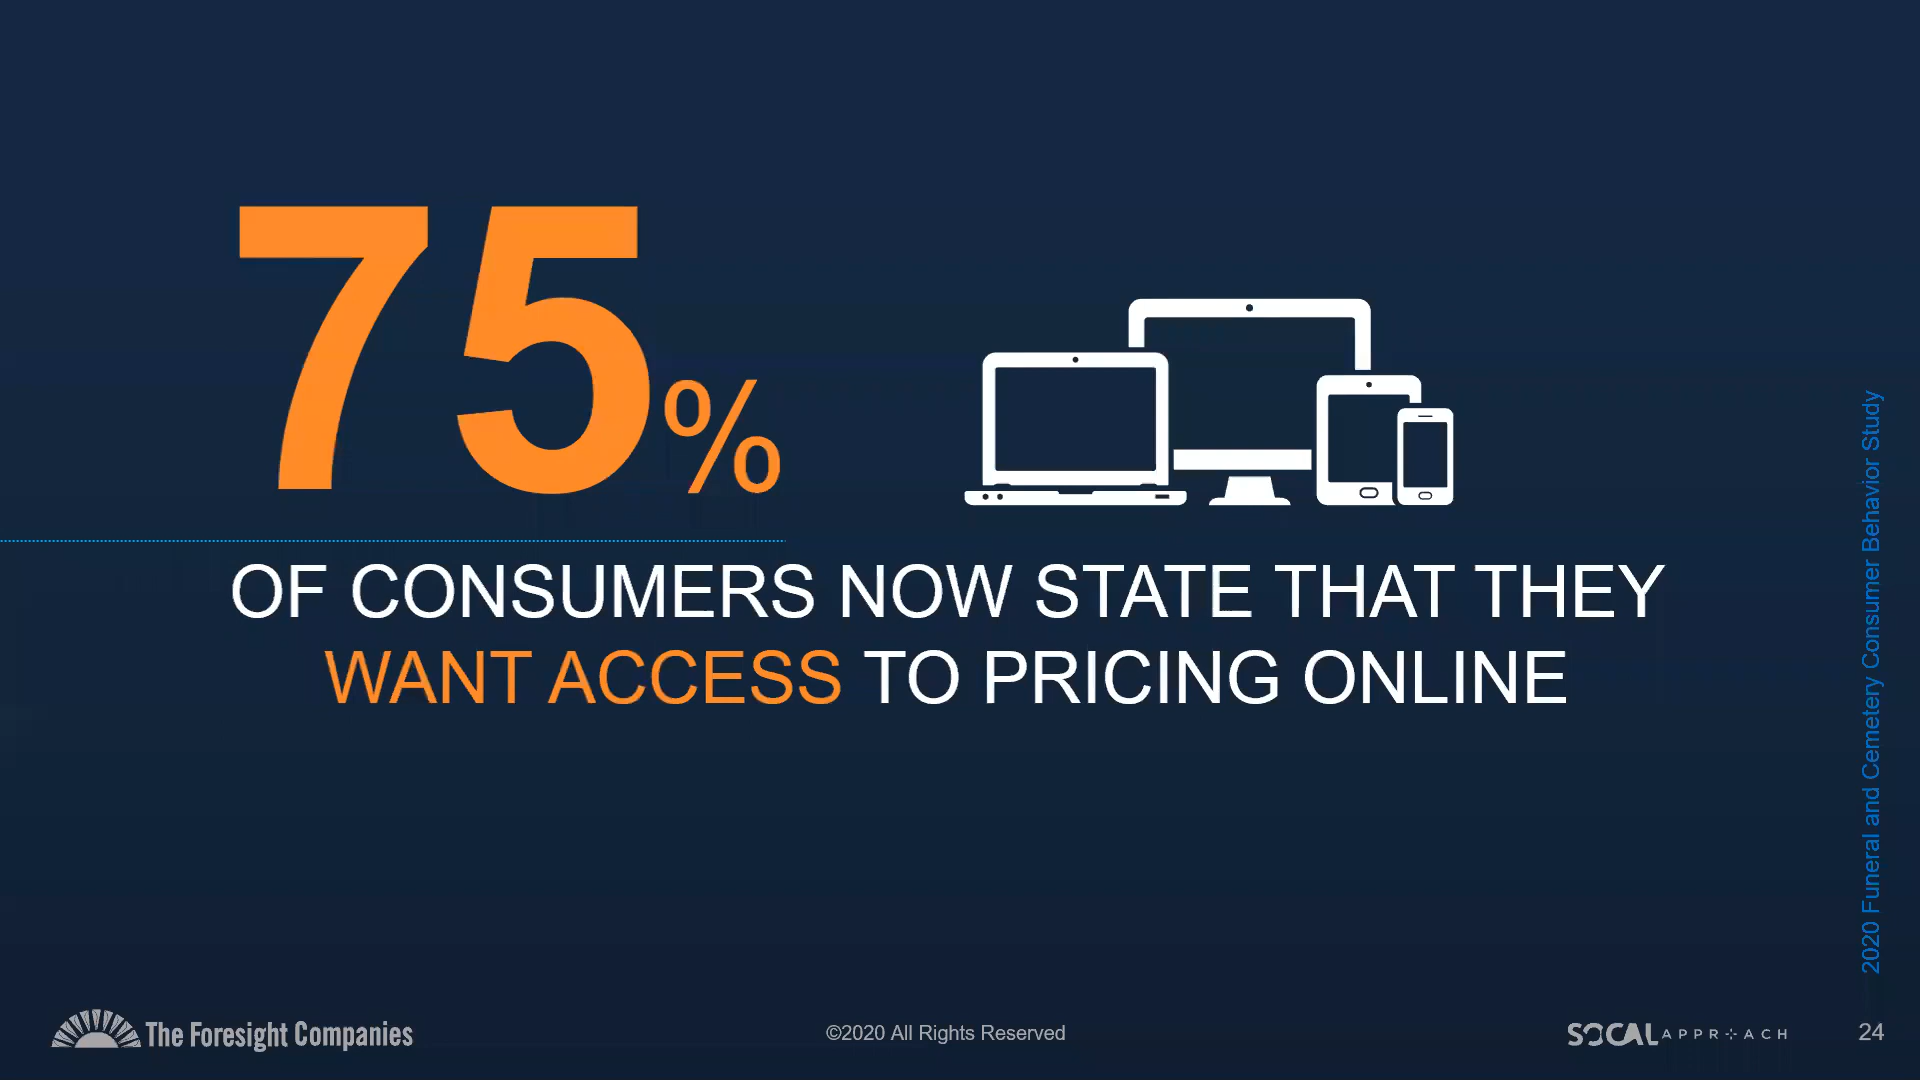 75%
OF CONSUMERS NOW STATE THAT THEY
WANT ACCESS TO PRICING ONLINE
2020 Funeral and Cemetery Consumer Behavior Study
The Foresight Companies
©2020 All Rights Reserved
SOCAL APPROACH
24